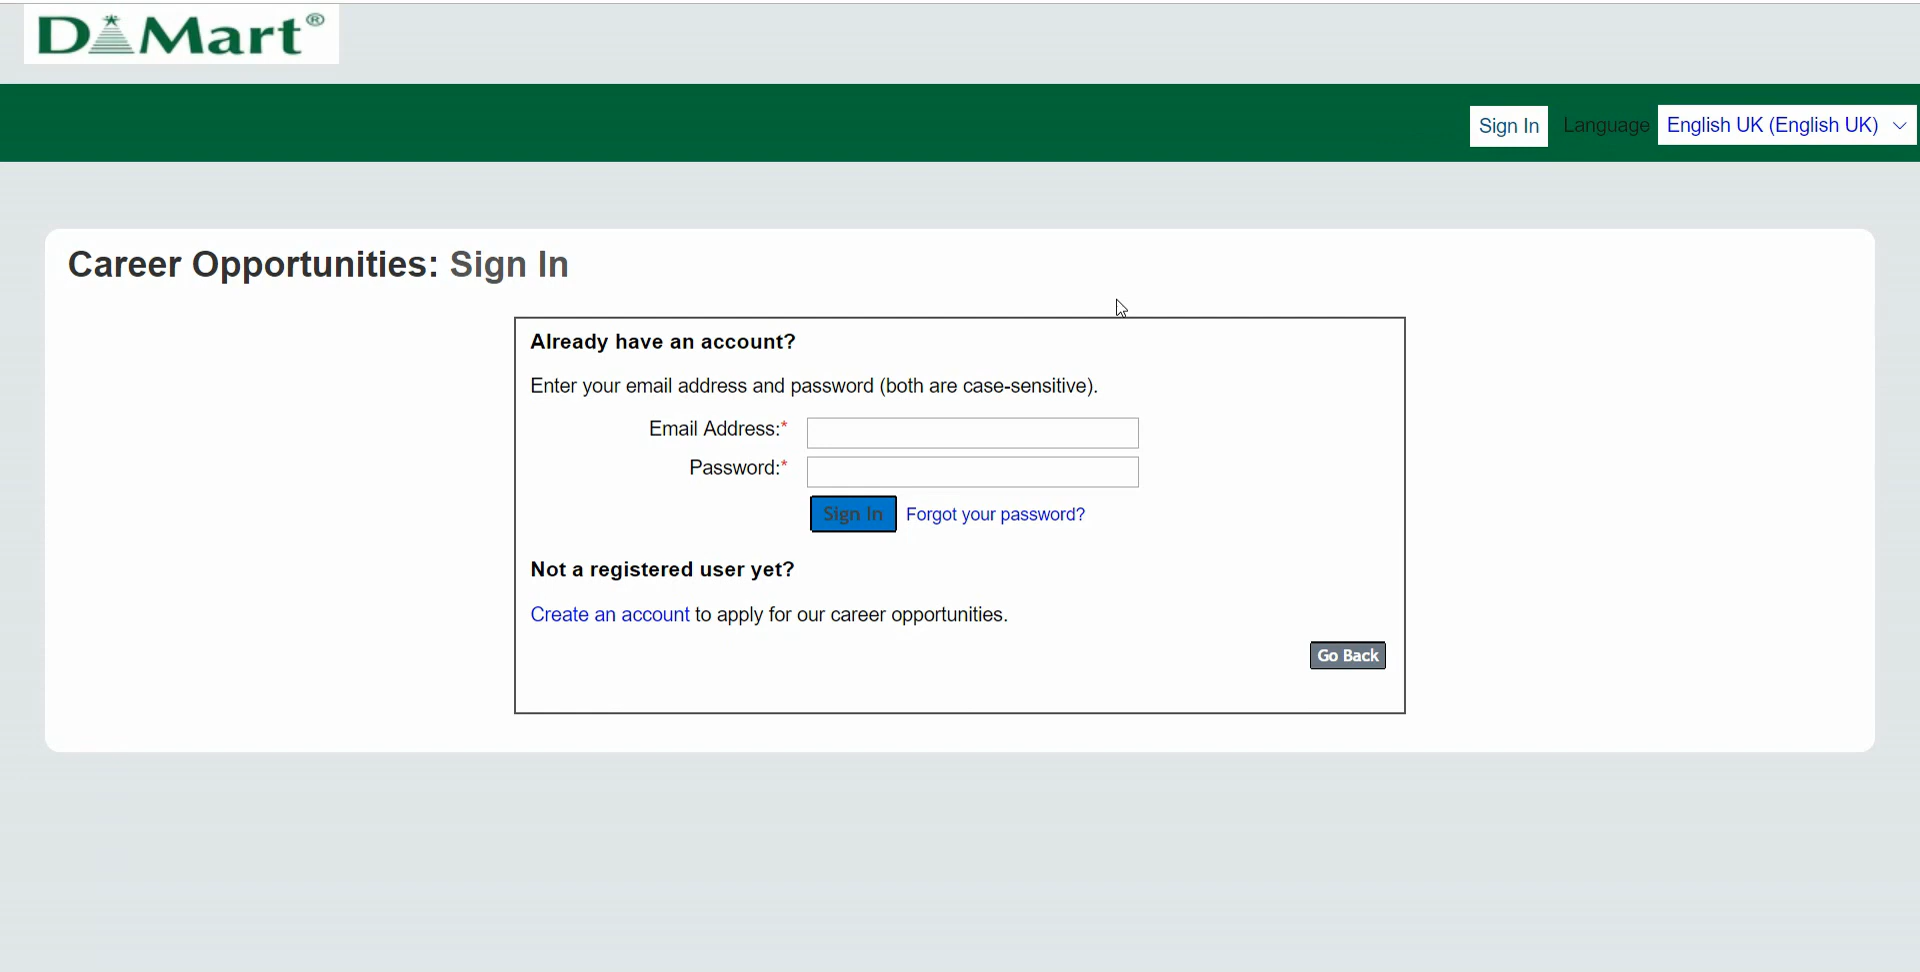 D Mart®
Sign In Language English UK (English UK)
Career Opportunities: Sign In
Already have an account?
Enter your email address and password (both are case-sensitive).
Email Address:*
Password:*
Sign In Forgot your password?
Not a registered user yet?
Create an account to apply for our career opportunities.
Go Back